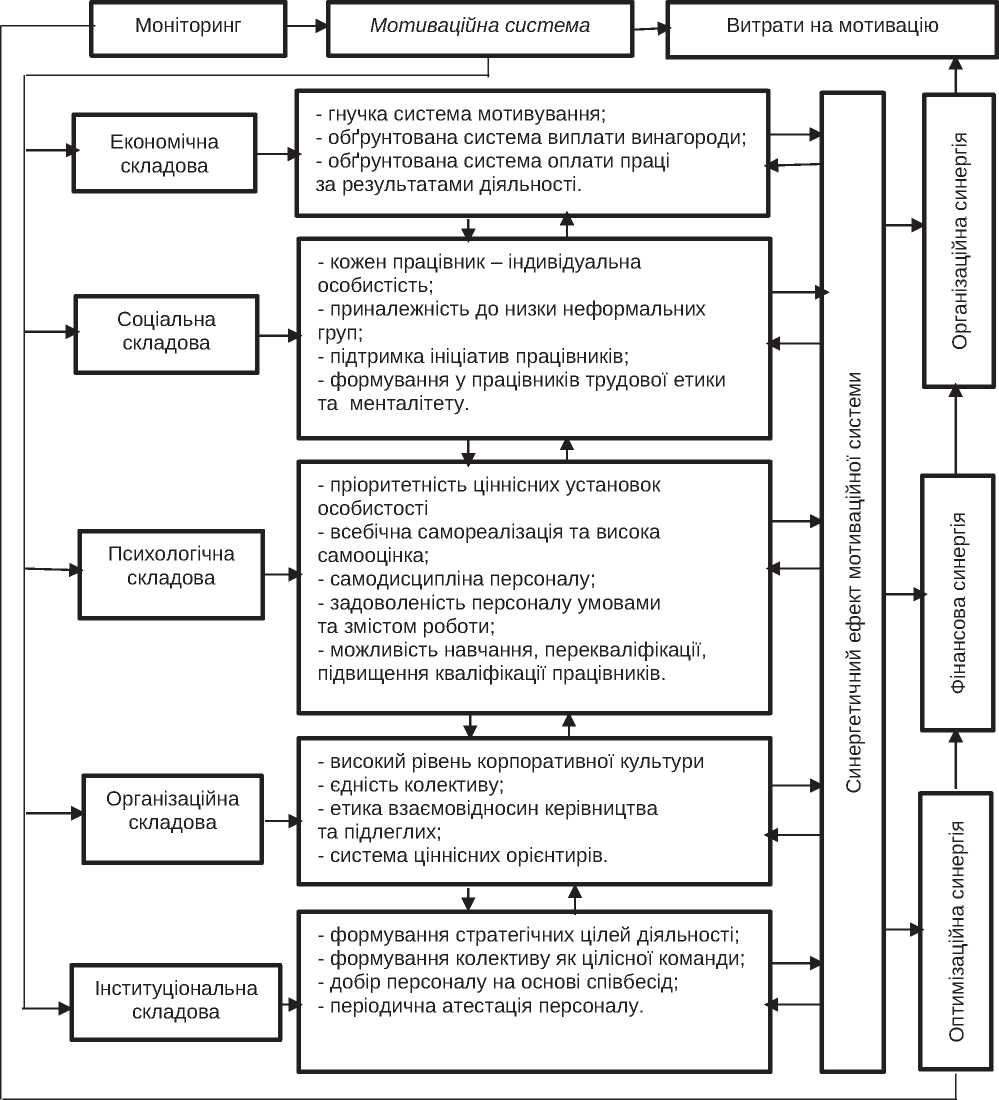 Моніторинг
Мотиваційна система
Витрати на мотивацію
Економічна
складова
- гнучка система мотивування;
- обґрунтована система виплати винагороди;
- обґрунтована система оплати праці
за результатами діяльності.
Соціальна
складова
- кожен працівник – індивідуальна
особистість;
- приналежність до низки неформальних
груп;
- підтримка ініціатив працівників;
- формування у працівників трудової етики
та менталітету.
Психологічна
складова
- пріоритетність ціннісних установок
особистості
- всебічна самореалізація та висока
самооцінка;
- самодисципліна персоналу;
- задоволеність персоналу умовами
та змістом роботи;
- можливість навчання, перекваліфікації,
підвищення кваліфікації працівників.
Організаційна
складова
- високий рівень корпоративної культури
- єдність колективу;
- етика взаємовідносин керівництва
та підлеглих;
- система ціннісних орієнтирів.
Інституціональна
складова
- формування стратегічних цілей діяльності;
- формування колективу як цілісної команди;
- добір персоналу на основі співбесід;
- періодична атестація персоналу.
Синергетичний ефект мотиваційної системи
Організаційна синергія
Фінансова синергія
Оптимізаційна синергія